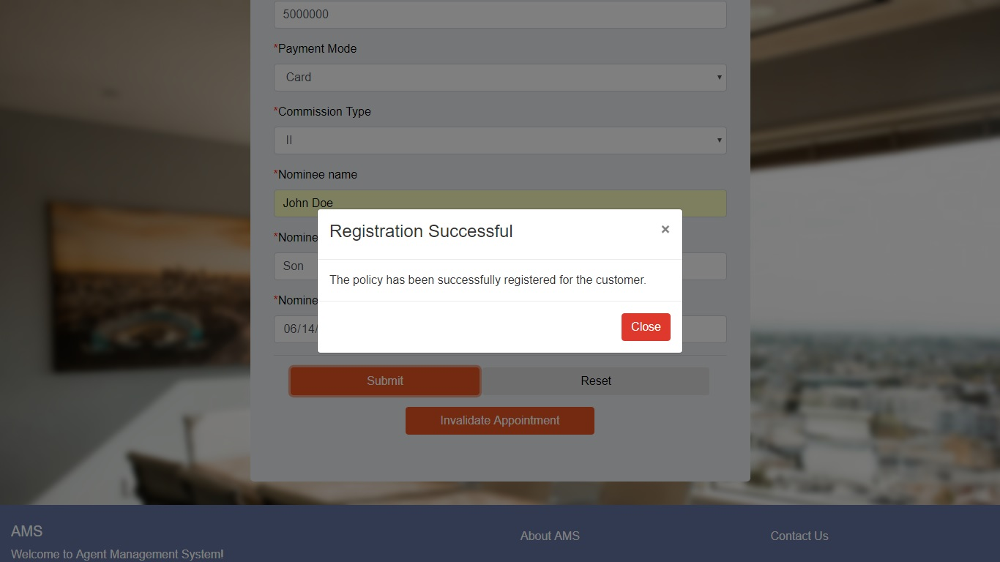 5000000
*Payment Mode
Card
*Commission Type
II
*Nominee name
John Doe
Registration Successful ×
*Nomine
Son
The policy has been successfully registered for the customer.
*Nomine
06/14/
Close
Submit Reset
Invalidate Appointment
AMS
About AMS Contact Us
Welcome to Agent Management System!